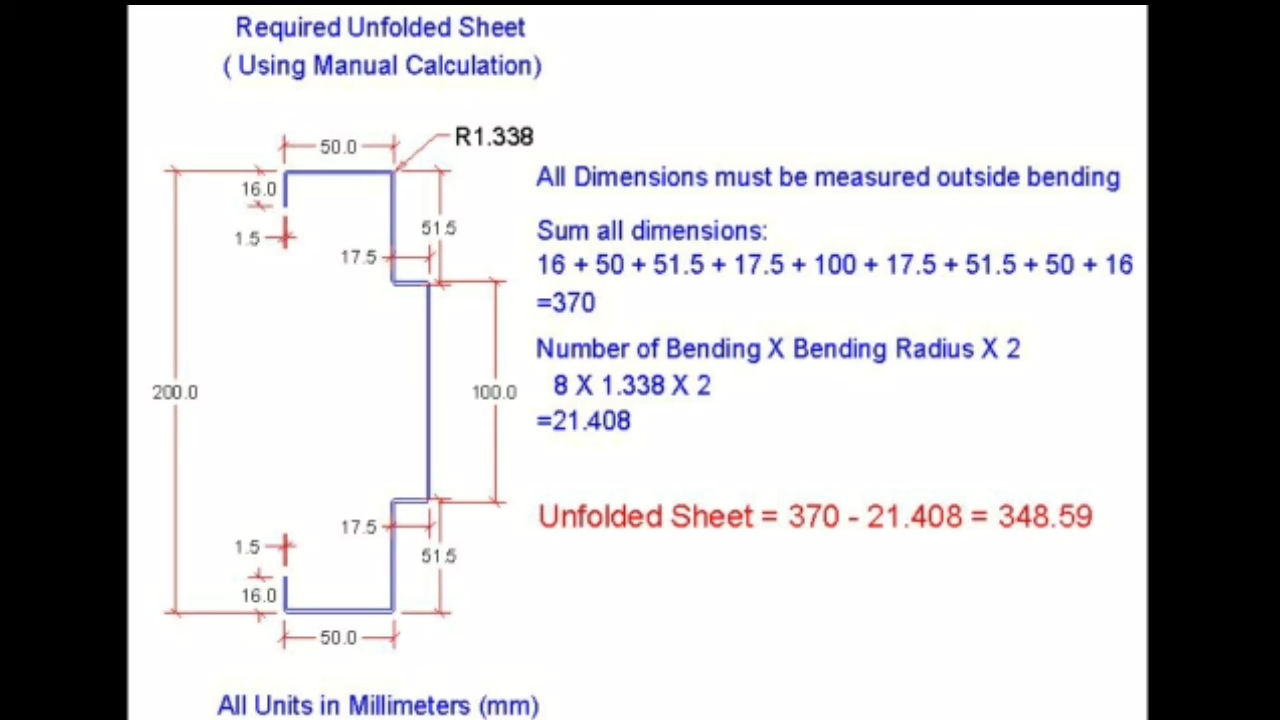 Required Unfolded Sheet
( Using Manual Calculation)
50.0
R1.338
16.0
1.5
51.5
17.5
All Dimensions must be measured outside bending
Sum all dimensions:
16 + 50 + 51.5 + 17.5 + 100 + 17.5 + 51.5 + 50 + 16
=370
Number of Bending X Bending Radius X 2
8 X 1.338 X 2
=21.408
200.0
100.0
Unfolded Sheet = 370 - 21.408 = 348.59
17.5
1.5
51.5
16.0
50.0
All Units in Millimeters (mm)